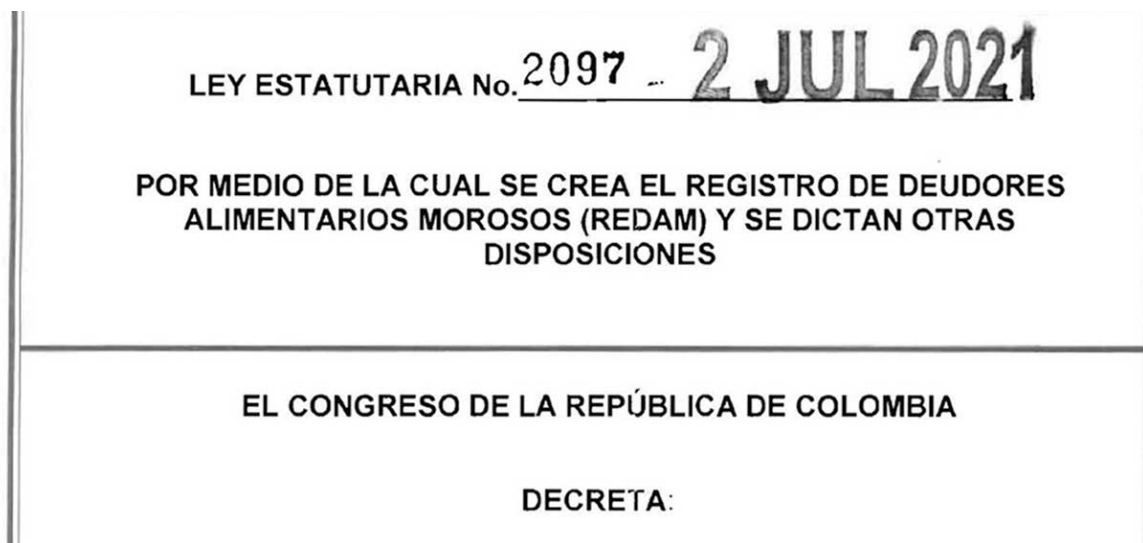 LEY ESTATUTARIA No. 2097 - 2 JUL 2021
POR MEDIO DE LA CUAL SE CREA EL REGISTRO DE DEUDORES
ALIMENTARIOS MOROSOS (REDAM) Y SE DICTAN OTRAS
DISPOSICIONES
EL CONGRESO DE LA REPÚBLICA DE COLOMBIA
DECRETA: